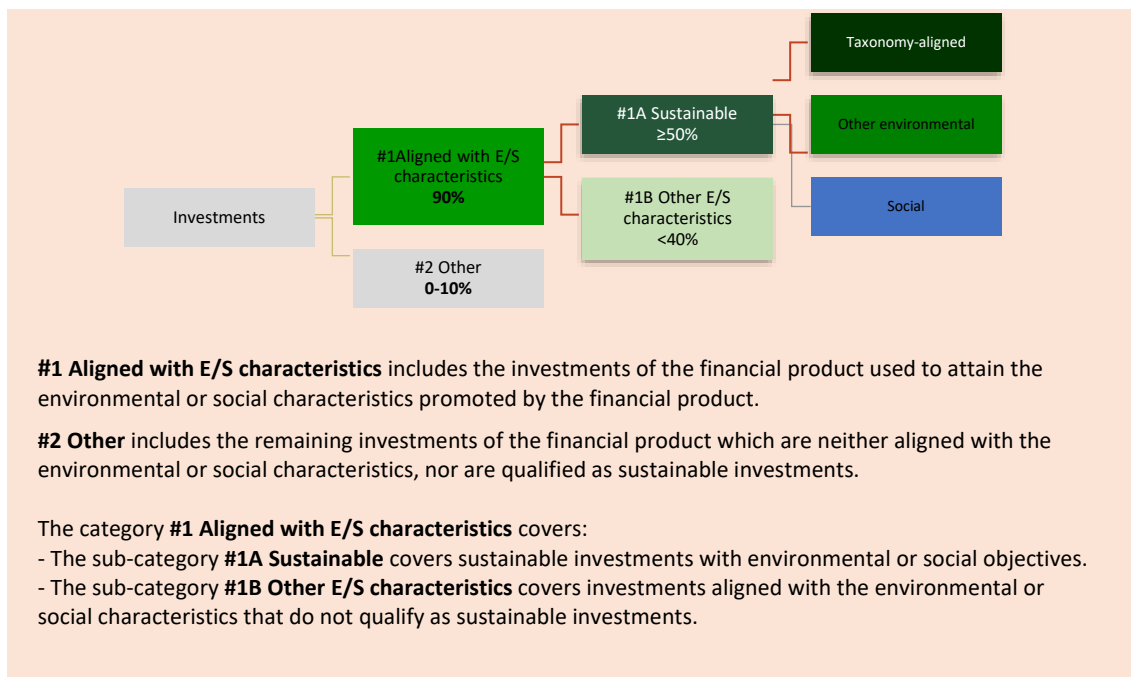 Taxonomy-aligned
#1A Sustainable
≥50%
Other environmental
#1Aligned with E/S
characteristics
90%
#1B Other E/S
characteristics
<40%
Social
Investments
#2 Other
0-10%
#1 Aligned with E/S characteristics includes the investments of the financial product used to attain the
environmental or social characteristics promoted by the financial product.
#2 Other includes the remaining investments of the financial product which are neither aligned with the
environmental or social characteristics, nor are qualified as sustainable investments.
The category #1 Aligned with E/S characteristics covers:
- The sub-category #1A Sustainable covers sustainable investments with environmental or social objectives.
- The sub-category #1B Other E/S characteristics covers investments aligned with the environmental or
social characteristics that do not qualify as sustainable investments.